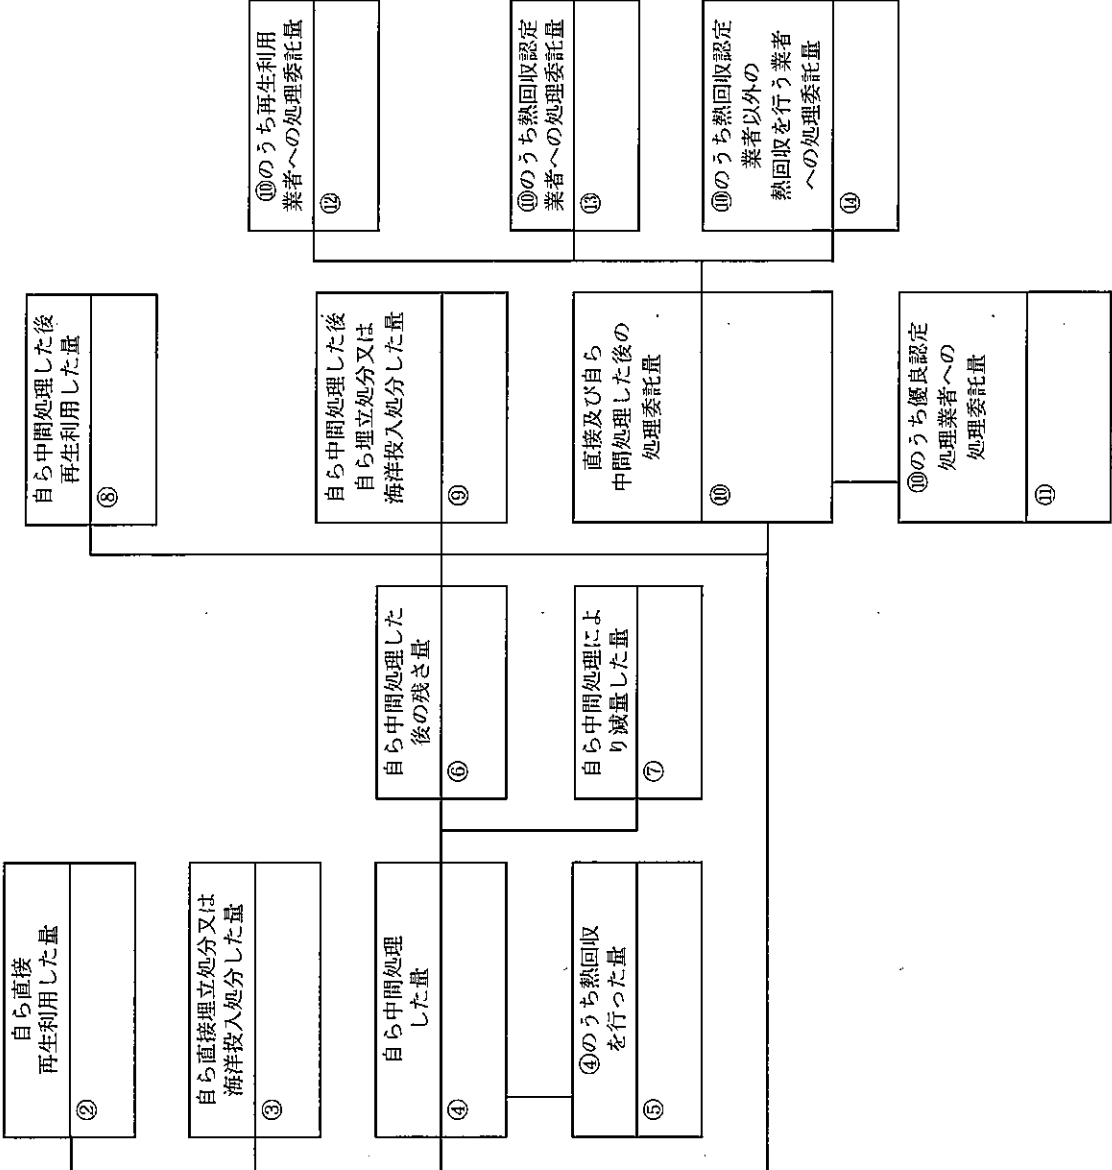 自ら直接
再生利用した量
②
自ら直接埋立処分又は
海洋投入処分した量
③
自ら中間処理
した量
④
④のうち熱回収
を行った量
⑤
自ら中間処理した
後の残さ量
⑥
自ら中間処理によ
り減量した量
⑦
自ら中間処理した後
再生利用した量
⑧
自ら中間処理した後
自ら埋立処分又は
海洋投入処分した量
⑨
直接及び自ら
中間処理した後の
処理委託量
⑩
⑩のうち優良認定
処理業者への
処理委託量
⑪
⑩のうち再生利用
業者への処理委託量
⑫
⑩のうち熱回収認定
業者への処理委託量
⑬
⑩のうち熱回収認定
業者以外の
熱回収を行う業者
への処理委託量
⑭